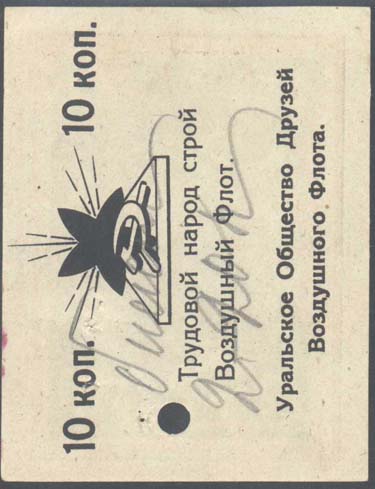 10 коп. 10 коп.
Трудовой народ строй
Воздушный Флот.
Уральское Общество Друзей
Воздушного Флота.